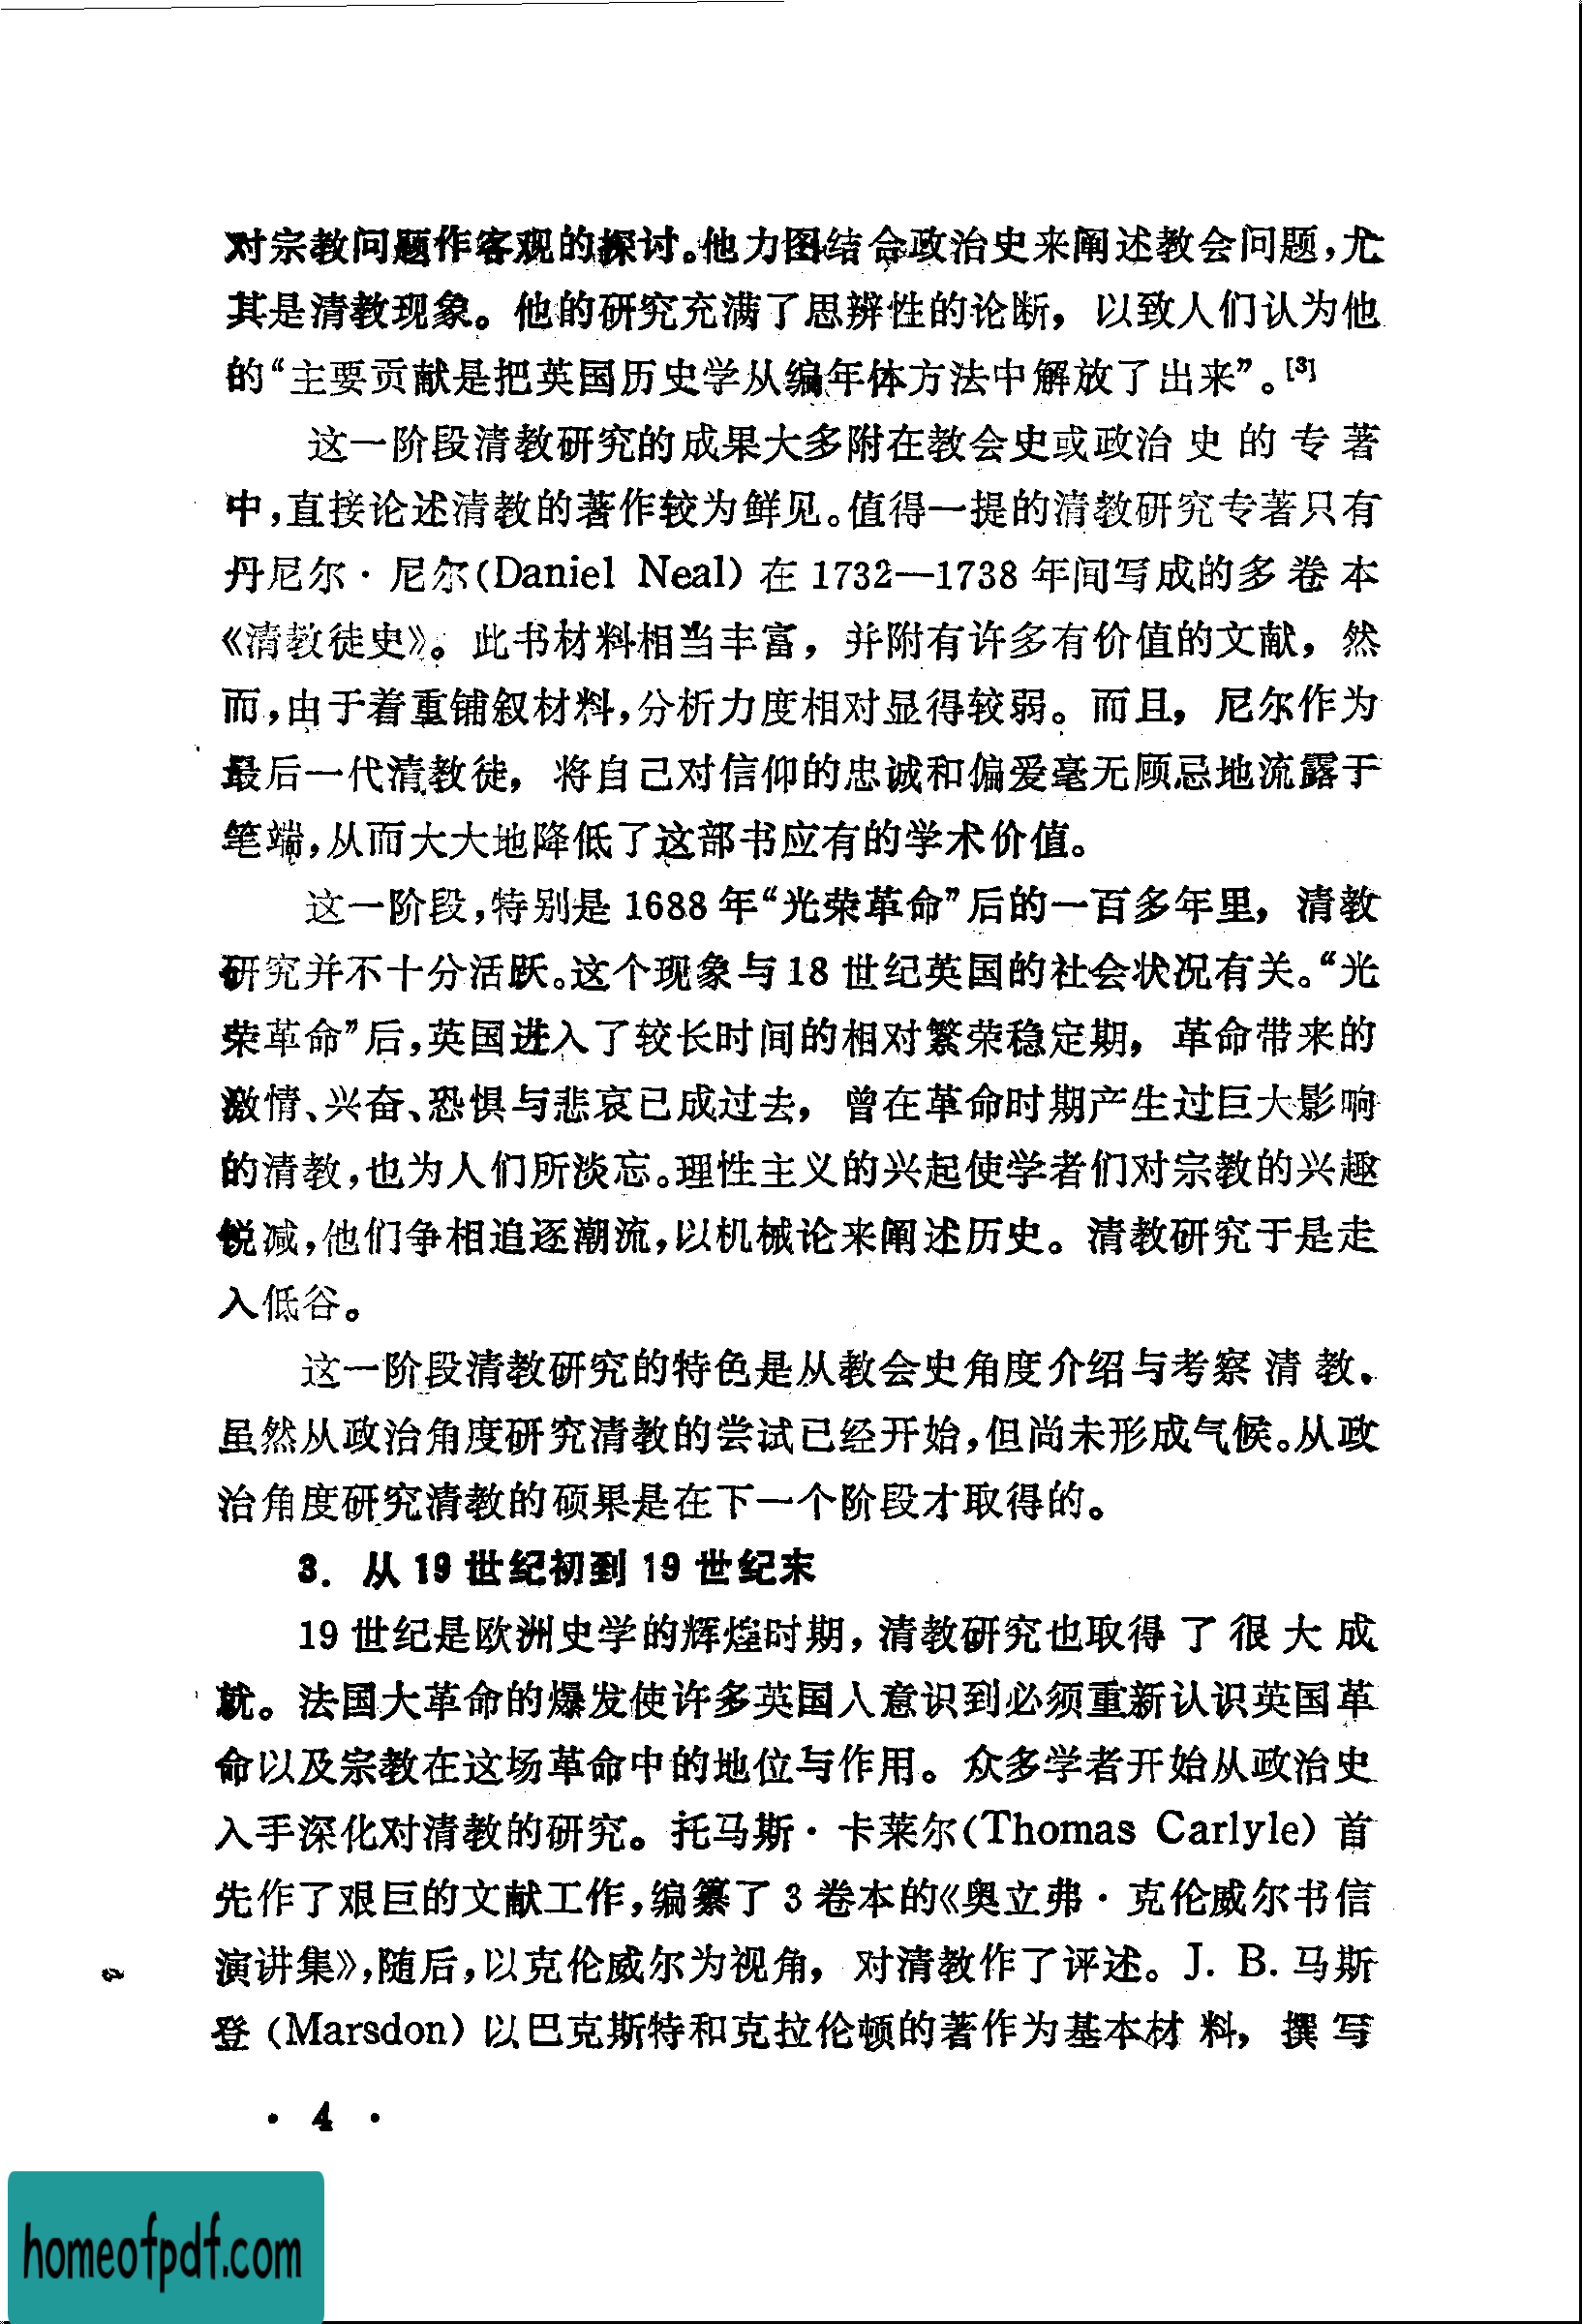 对宗教问题作客观的探讨。他力图结合政治史来阐述教会问题，尤
其是清教现象。他的研究充满了思辨性的论断，以致人们认为他
的“主要贡献是把英国历史学从编年体方法中解放了出来”。[3]
这一阶段清教研究的成果大多附在教会史或政治史的专著
中，直接论述清教的著作较为鲜见。值得一提的清教研究专著只有
丹尼尔·尼尔(Daniel Neal)在1732—1738年间写成的多卷本
《清教徒史》。此书材料相当丰富，并附有许多有价值的文献，然
而，由于着重铺叙材料，分析力度相对显得较弱。而且，尼尔作为
最后一代清教徒，将自己对信仰的忠诚和偏爱毫无顾忌地流露于
笔端，从而大大地降低了这部书应有的学术价值。
这一阶段，特别是1688年“光荣革命”后的一百多年里，清教
研究并不十分活跃。这个现象与18世纪英国的社会状况有关。“光
荣革命”后，英国进入了较长时间的相对繁荣稳定期，革命带来的
激情、兴奋、恐惧与悲哀已成过去，曾在革命时期产生过巨大影响
的清教，也为人们所淡忘。理性主义的兴起使学者们对宗教的兴趣
锐减，他们争相追逐潮流，以机械论来阐述历史。清教研究于是走
入低谷。
这一阶段清教研究的特色是从教会史角度介绍与考察清教。
虽然从政治角度研究清教的尝试已经开始，但尚未形成气候。从政
治角度研究清教的硕果是在下一个阶段才取得的。
3. 从19世纪初到19世纪末
19世纪是欧洲史学的辉煌时期，清教研究也取得了很大成
就。法国大革命的爆发使许多英国人意识到必须重新认识英国革
命以及宗教在这场革命中的地位与作用。众多学者开始从政治史
入手深化对清教的研究。托马斯·卡莱尔(Thomas Carlyle)首
先作了艰巨的文献工作，编纂了3卷本的《奥立弗·克伦威尔书信
演讲集》，随后，以克伦威尔为视角，对清教作了评述。J. B. 马斯
登(Marsdon)以巴克斯特和克拉伦顿的著作为基本材料，撰写
· 4 ·
homeofpdf.com